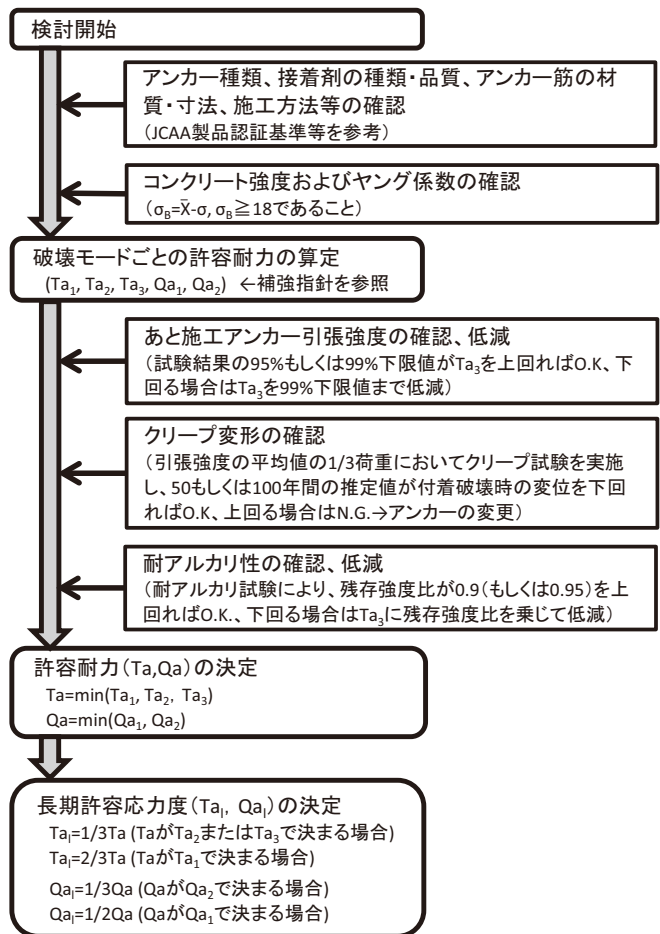 検討開始
アンカー種類、接着剤の種類・品質、アンカー筋の材
質・寸法、施工方法等の確認
(JCAA製品認証基準等を参考)
コンクリート強度およびヤング係数の確認
(σB=X̄-σ, σB≧18であること)
破壊モードごとの許容耐力の算定
(Ta1, Ta2, Ta3, Qa1, Qa2) ←補強指針を参照
あと施工アンカー引張強度の確認、低減
(試験結果の95%もしくは99%下限値がTa3を上回ればO.K、下
回る場合はTa3を99%下限値まで低減)
クリープ変形の確認
(引張強度の平均値の1/3荷重においてクリープ試験を実施
し、50もしくは100年間の推定値が付着破壊時の変位を下回
ればO.K、上回る場合はN.G.→アンカーの変更)
耐アルカリ性の確認、低減
(耐アルカリ試験により、残存強度比が0.9(もしくは0.95)を上
回ればO.K.、下回る場合はTa3に残存強度比を乗じて低減)
許容耐力(Ta,Qa)の決定
Ta=min(Ta1, Ta2, Ta3)
Qa=min(Qa1, Qa2)
長期許容応力度(Tal, Qal)の決定
Tal=1/3Ta (TaがTa2またはTa3で決まる場合)
Tal=2/3Ta (TaがTa1で決まる場合)
Qal=1/3Qa (QaがQa2で決まる場合)
Qal=1/2Qa (QaがQa1で決まる場合)